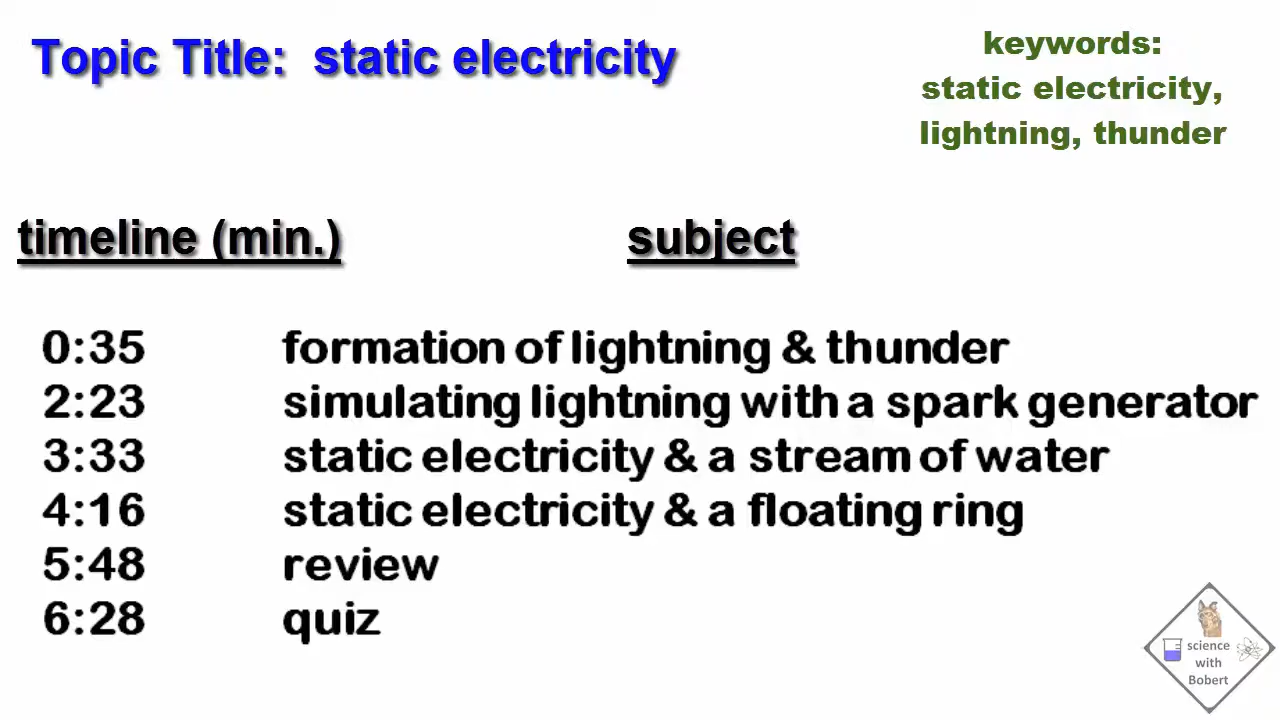 Topic Title: static electricity
keywords:
static electricity,
lightning, thunder
timeline (min.) subject
0:35 formation of lightning & thunder
2:23 simulating lightning with a spark generator
3:33 static electricity & a stream of water
4:16 static electricity & a floating ring
5:48 review
6:28 quiz
science
with
Bobert